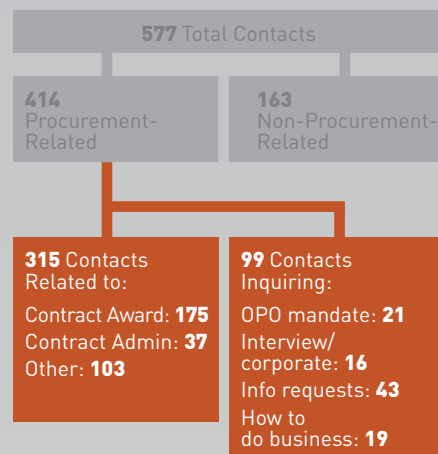 577 Total Contacts
414
Procurement-
Related
163
Non-Procurement-
Related
315 Contacts
Related to:
Contract Award: 175
Contract Admin: 37
Other: 103
99 Contacts
Inquiring:
OPO mandate: 21
Interview/
corporate: 16
Info requests: 43
How to
do business: 19